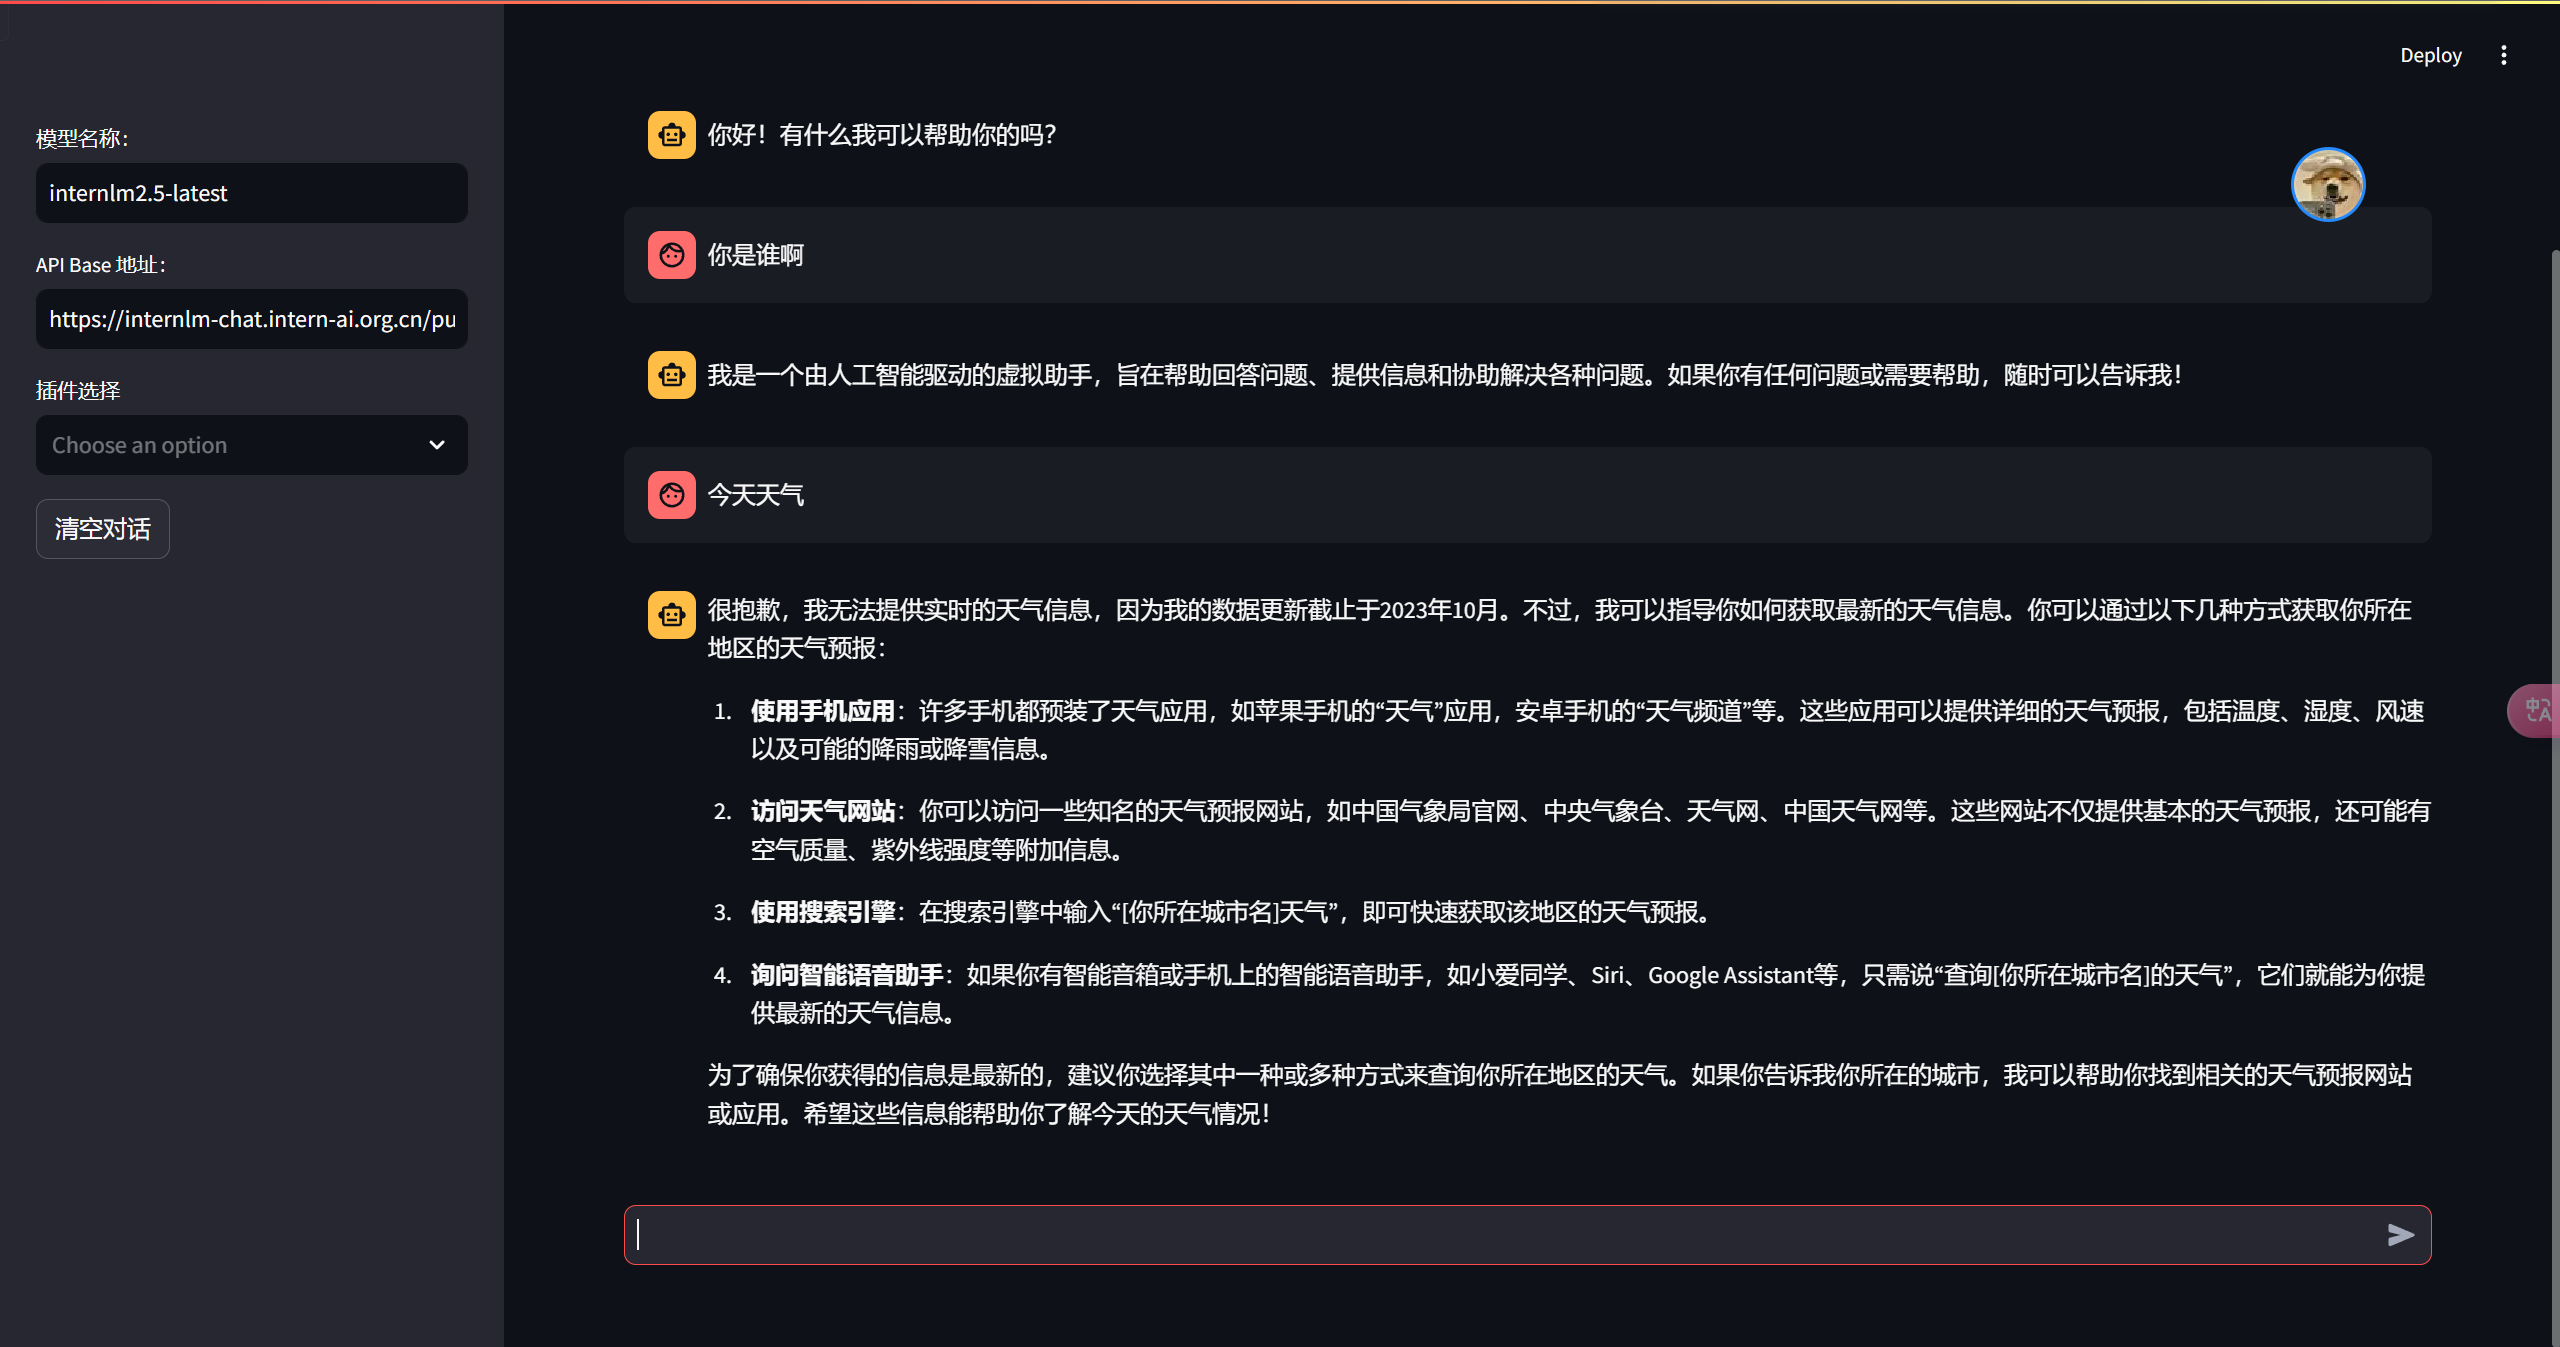 Deploy
模型名称：
internlm2.5-latest
API Base 地址：
https://internlm-chat.intern-ai.org.cn/pu
插件选择
Choose an option
清空对话
你好！有什么我可以帮助你的吗？
你是谁啊
我是一个由人工智能驱动的虚拟助手，旨在帮助回答问题、提供信息和协助解决各种问题。如果你有任何问题或需要帮助，随时可以告诉我！
今天天气
很抱歉，我无法提供实时的天气信息，因为我的数据更新截止于2023年10月。不过，我可以指导你如何获取最新的天气信息。你可以通过以下几种方式获取你所在
地区的天气预报：
1. 使用手机应用：许多手机都预装了天气应用，如苹果手机的“天气”应用，安卓手机的“天气频道”等。这些应用可以提供详细的天气预报，包括温度、湿度、风速
以及可能的降雨或降雪信息。
2. 访问天气网站：你可以访问一些知名的天气预报网站，如中国气象局官网、中央气象台、天气网、中国天气网等。这些网站不仅提供基本的天气预报，还可能有
空气质量、紫外线强度等附加信息。
3. 使用搜索引擎：在搜索引擎中输入“[你所在城市名]天气”，即可快速获取该地区的天气预报。
4. 询问智能语音助手：如果你有智能音箱或手机上的智能语音助手，如小爱同学、Siri、Google Assistant等，只需说“查询[你所在城市名]的天气”，它们就能为你提
供最新的天气信息。
为了确保你获得的信息是最新的，建议你选择其中一种或多种方式来查询你所在地区的天气。如果你告诉我你所在的城市，我可以帮助你找到相关的天气预报网站
或应用。希望这些信息能帮助你了解今天的天气情况！
中A